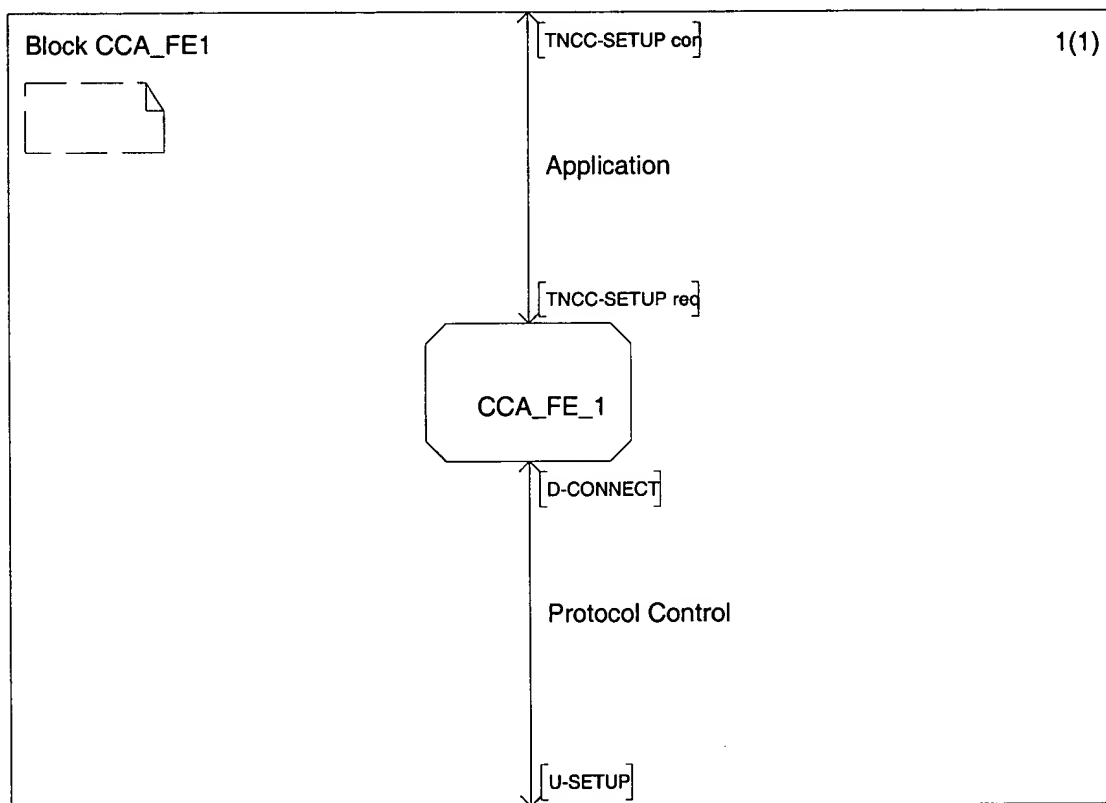 Block CCA_FE1
1(1)
[TNCC-SETUP con]
Application
[TNCC-SETUP req]
CCA_FE_1
[D-CONNECT]
Protocol Control
[U-SETUP]